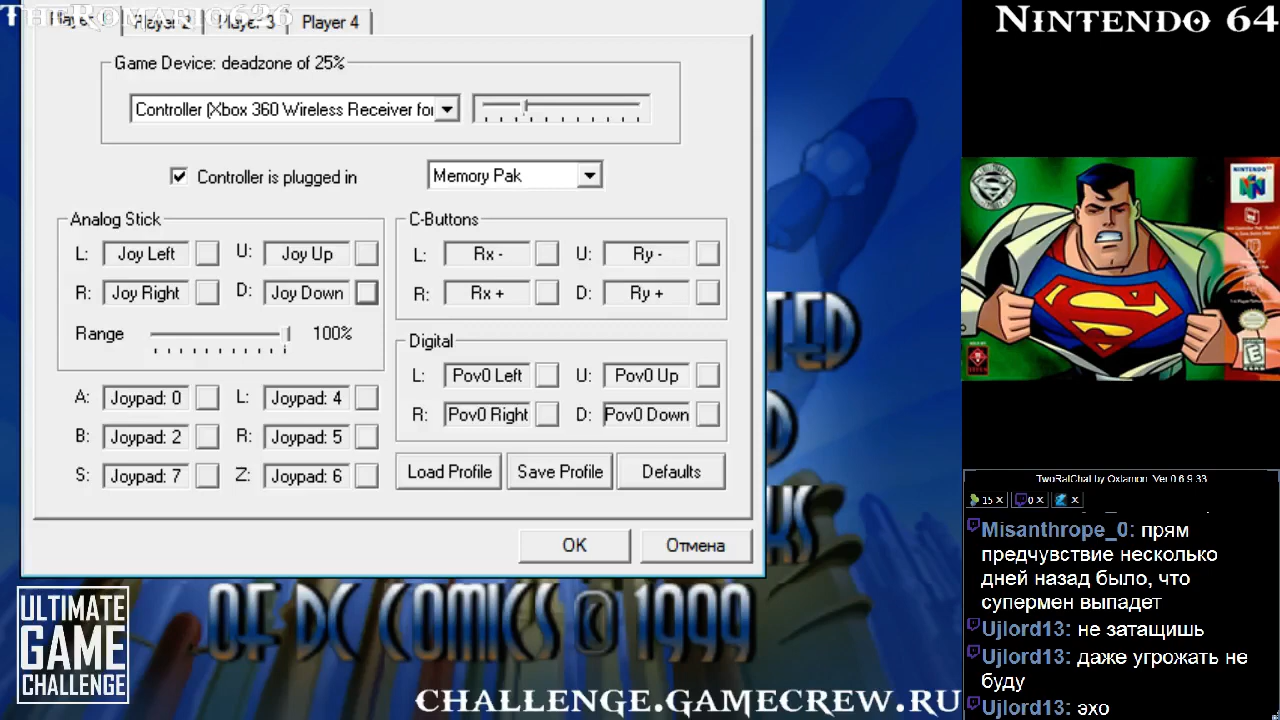 TheRomario626
Player 2
Player 3
Player 4
Nintendo 64
Game Device: deadzone of 25%
Controller (Xbox 360 Wireless Receiver for
Controller is plugged in
Memory Pak
Analog Stick
L: Joy Left
U: Joy Up
R: Joy Right
D: Joy Down
Range
100%
C-Buttons
L: Rx -
U: Ry -
R: Rx +
D: Ry +
Digital
L: Pov0 Left
U: Pov0 Up
R: Pov0 Right
D: Pov0 Down
A: Joypad: 0
L: Joypad: 4
B: Joypad: 2
R: Joypad: 5
S: Joypad: 7
Z: Joypad: 6
Load Profile
Save Profile
Defaults
OK
Отмена
OF DC COMICS © 1999
ULTIMATE
GAME
CHALLENGE
CHALLENGE.GAMECREW.RU
NINTENDO 64
TwoRatChat by Oxlamon. Ver 0.6.9.33
15 x
0 x
x
Misanthrope_0: прям
предчувствие несколько
дней назад было, что
супермен выпадет
Ujlord13: не затащишь
Ujlord13: даже угрожать не
буду
Ujlord13: эхо